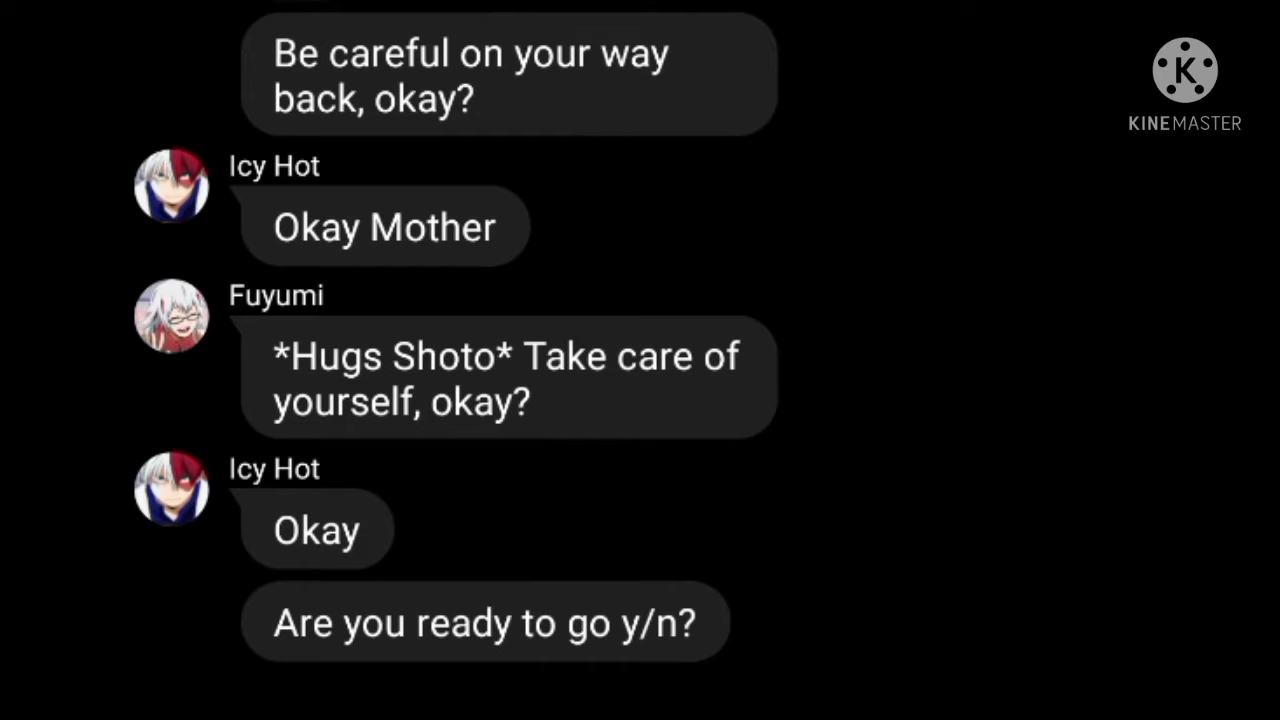 Be careful on your way
back, okay?
KINEMASTER
Icy Hot
Okay Mother
Fuyumi
*Hugs Shoto* Take care of
yourself, okay?
Icy Hot
Okay
Are you ready to go y/n?